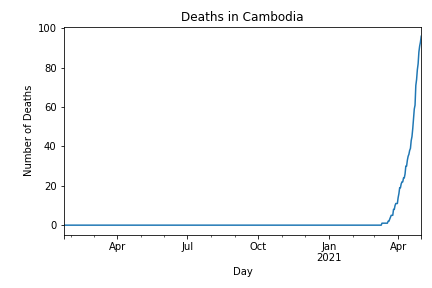 Deaths in Cambodia
Number of Deaths
100
80
60
40
20
0
Apr
Jul
Oct
Jan
2021
Apr
Day